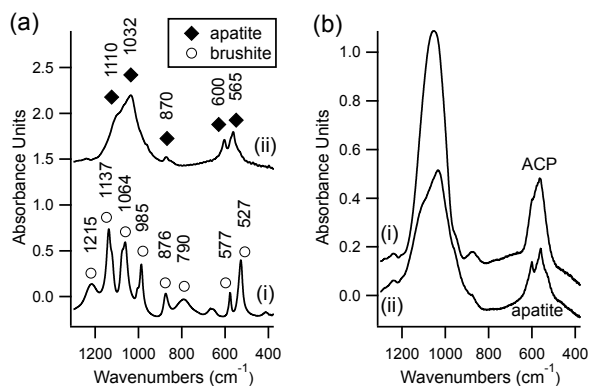 (a)
◆ apatite
○ brushite
1110
1032
870
600
565
(ii)
1215
1137
1064
985
876
790
577
527
(i)
2.5
2.0
1.5
1.0
0.5
0.0
Absorbance Units
1200 1000 800 600 400
Wavenumbers (cm⁻¹)
(b)
1.0
0.8
0.6
0.4
0.2
0.0
Absorbance Units
ACP
(i)
(ii)
apatite
1200 1000 800 600 400
Wavenumbers (cm⁻¹)